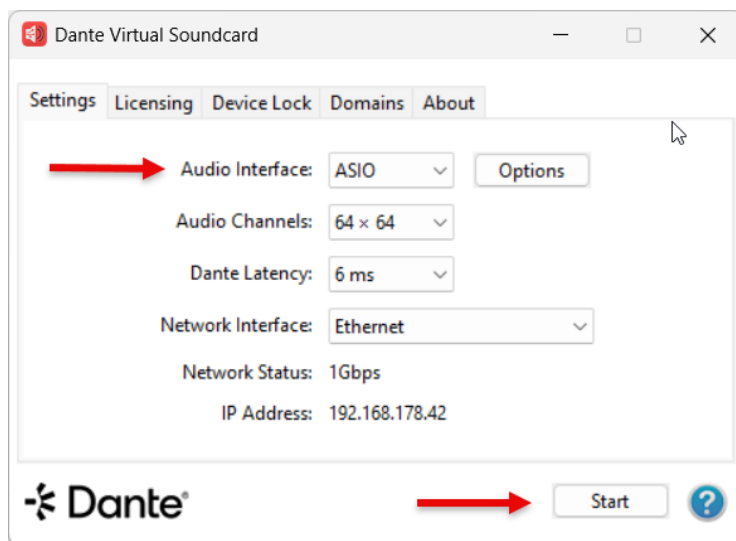 Dante Virtual Soundcard
Settings Licensing Device Lock Domains About
Audio Interface: ASIO Options
Audio Channels: 64 × 64
Dante Latency: 6 ms
Network Interface: Ethernet
Network Status: 1Gbps
IP Address: 192.168.178.42
Dante® Start ?